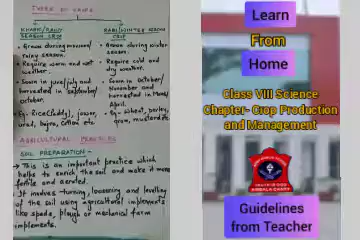 TYPES OF CROPS
KHARIF/RAINY
SEASON CROP
- Grows during monsoon/
rainy season.
- Require warm and wet
weather.
- Sown in june/july and
harvested in september/
october.
- Eg:- Rice (Paddy), jowar,
urad, bajra, cotton etc.
RABI/WINTER SEASON
CROP
- Grows during winter
season.
- Require cold and
dry weather.
- Sown in october/
November and
harvested in March/
April.
- Eg:- wheat, barley,
gram, mustard etc.
AGRICULTURAL PRACTICES
SOIL PREPARATION:-
- This is an important practice which
helps to enrich the soil and make it more
fertile and aerated.
- It involves -turning, loosening and levelling
of the soil using agricultural implements
like spade, plough or mechanical farm
implements.
Learn
From
Home
Class VIII Science
Chapter- Crop Production
and Management
Guidelines
from Teacher